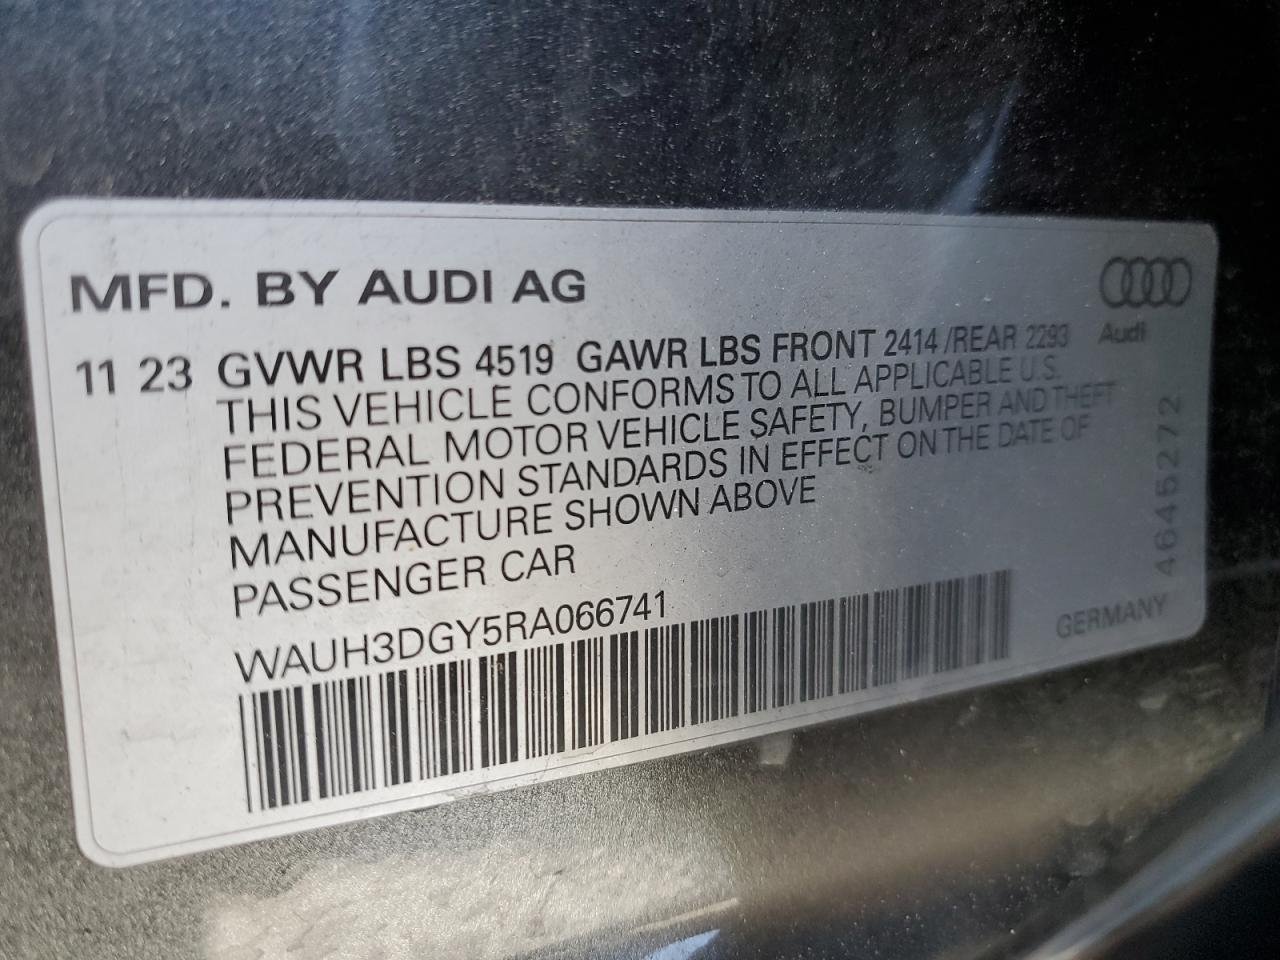 MFD. BY AUDI AG
Audi
11 23 GVWR LBS 4519 GAWR LBS FRONT 2414 /REAR 2293
THIS VEHICLE CONFORMS TO ALL APPLICABLE U.S.
FEDERAL MOTOR VEHICLE SAFETY, BUMPER AND THEFT
PREVENTION STANDARDS IN EFFECT ON THE DATE OF
MANUFACTURE SHOWN ABOVE
PASSENGER CAR
WAUH3DGY5RA066741
46445272
GERMANY